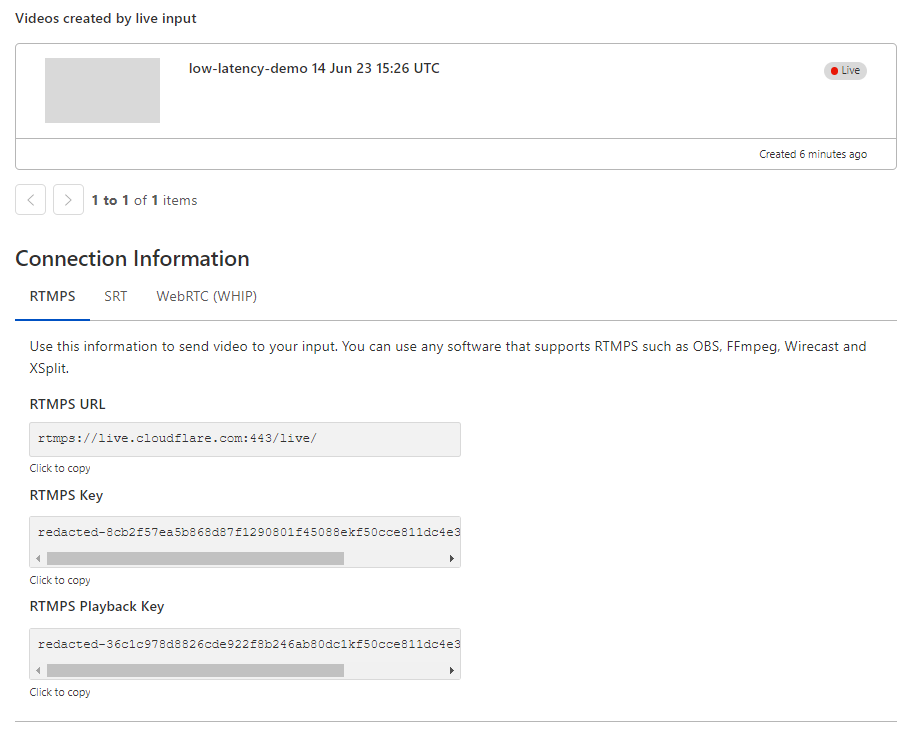 Videos created by live input
low-latency-demo 14 Jun 23 15:26 UTC
Live
Created 6 minutes ago
1 to 1 of 1 items
Connection Information
RTMPS SRT WebRTC (WHIP)
Use this information to send video to your input. You can use any software that supports RTMPS such as OBS, FFmpeg, Wirecast and
XSplit.
RTMPS URL
rtmps://live.cloudflare.com:443/live/
Click to copy
RTMPS Key
redacted-8cb2f57ea5b868d87f1290801f45088ekf50cce811dc4e3
Click to copy
RTMPS Playback Key
redacted-36c1c978d8826cde922f8b246ab80dc1kf50cce811dc4e3
Click to copy